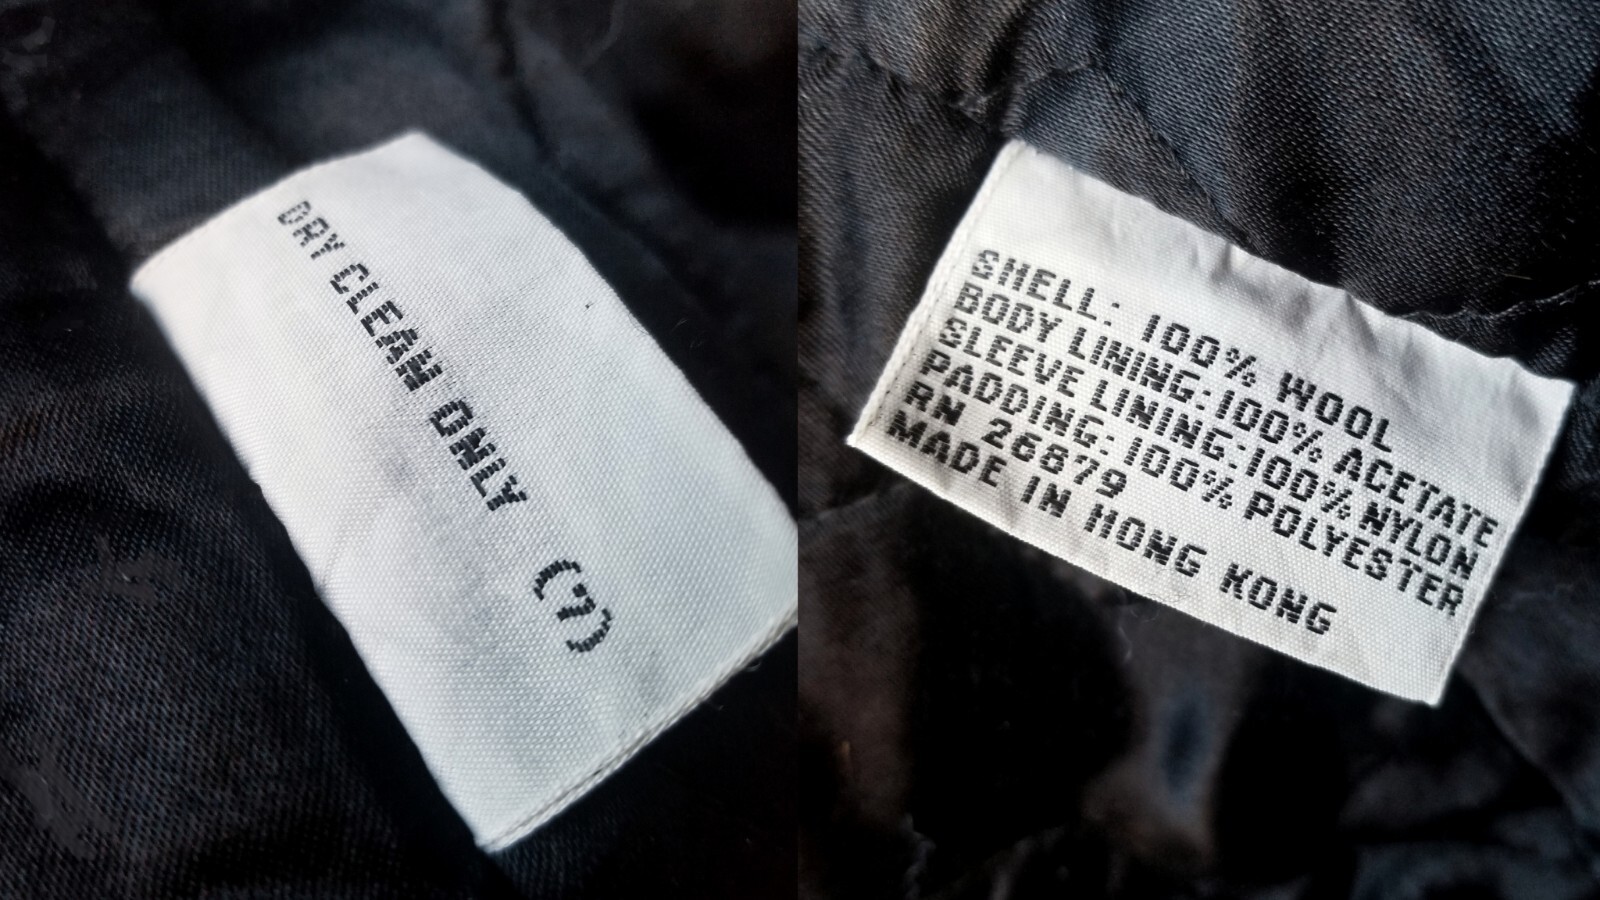 DRY CLEAN ONLY (7)
SHELL: 100% WOOL
BODY LINING:100% ACETATE
SLEEVE LINING:100% NYLON
PADDING: 100% POLYESTER
RN 26879
MADE IN HONG KONG